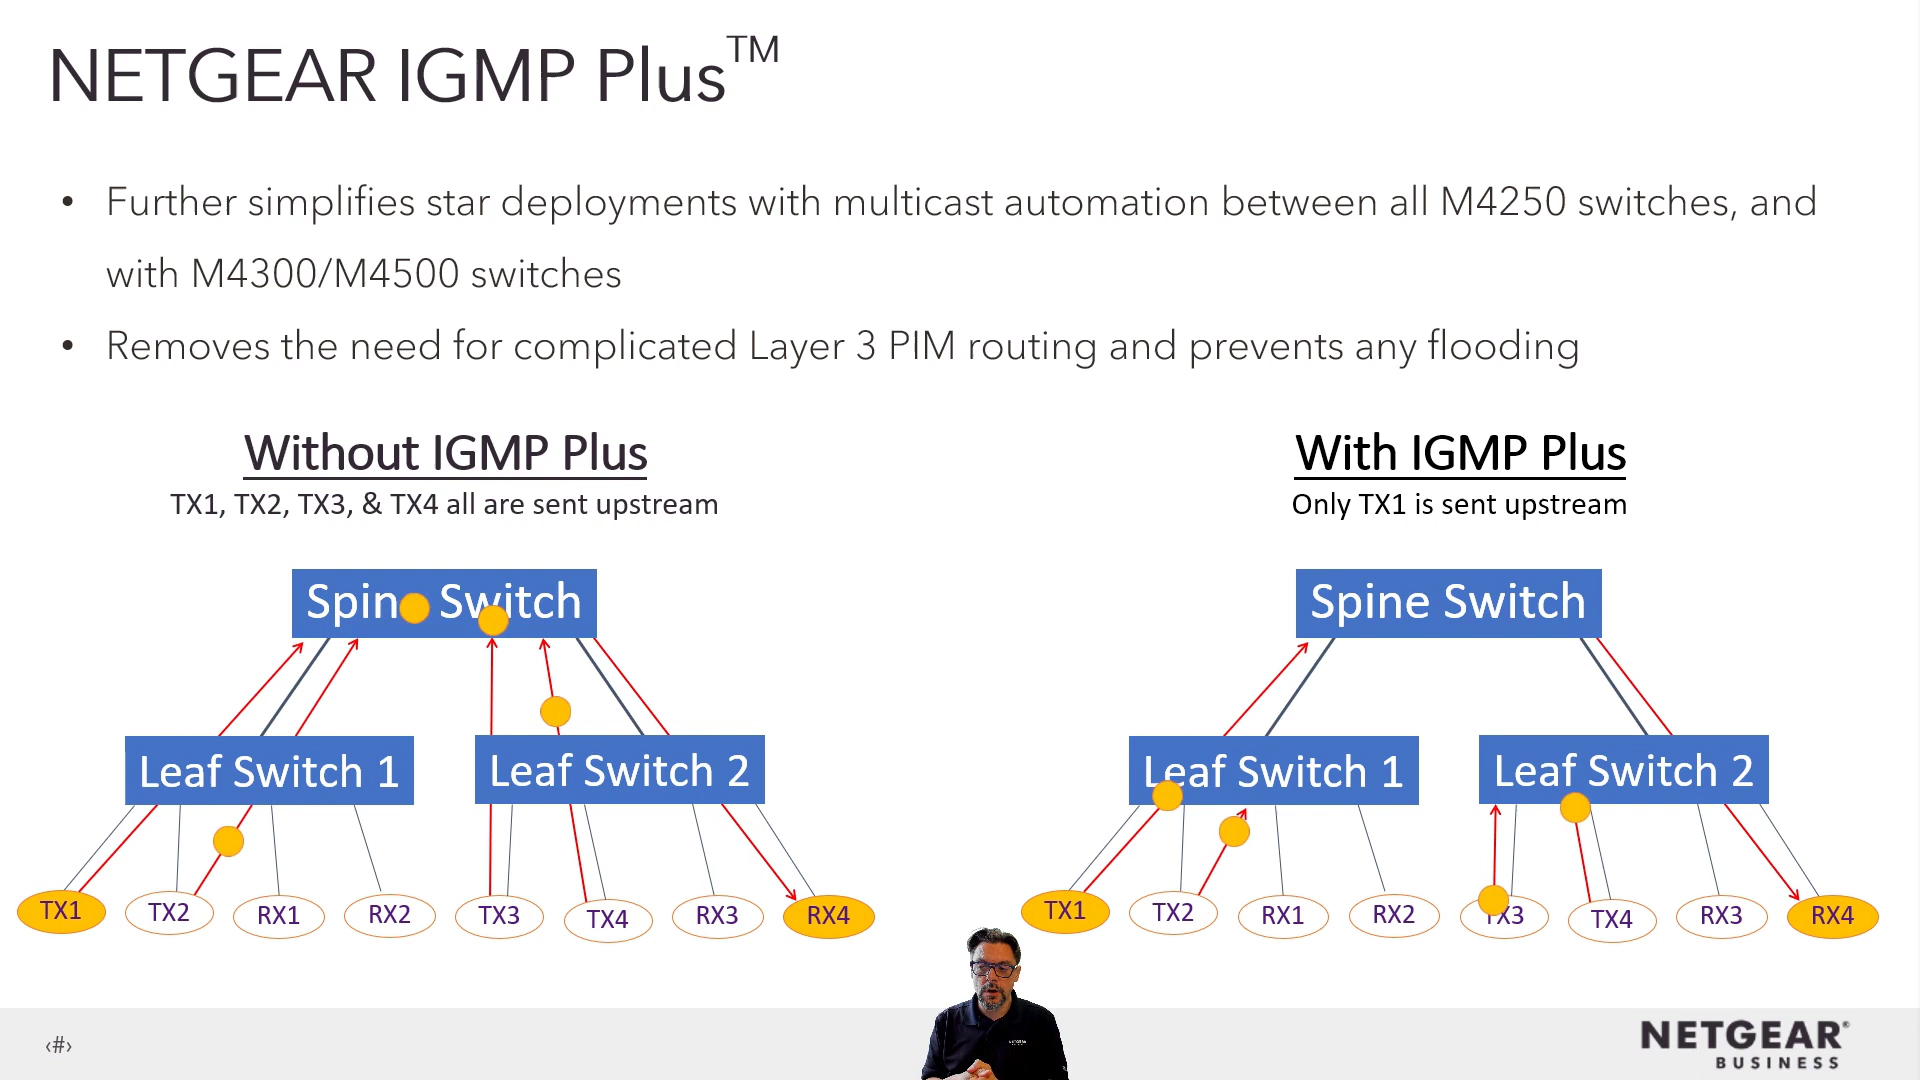 NETGEAR IGMP Plus™
• Further simplifies star deployments with multicast automation between all M4250 switches, and
with M4300/M4500 switches
• Removes the need for complicated Layer 3 PIM routing and prevents any flooding
Without IGMP Plus
TX1, TX2, TX3, & TX4 all are sent upstream
Spin Switch
Leaf Switch 1
Leaf Switch 2
TX1
TX2
RX1
RX2
TX3
TX4
RX3
RX4
With IGMP Plus
Only TX1 is sent upstream
Spine Switch
Leaf Switch 1
Leaf Switch 2
TX1
TX2
RX1
RX2
TX3
TX4
RX3
RX4
‹#›
NETGEAR®
BUSINESS